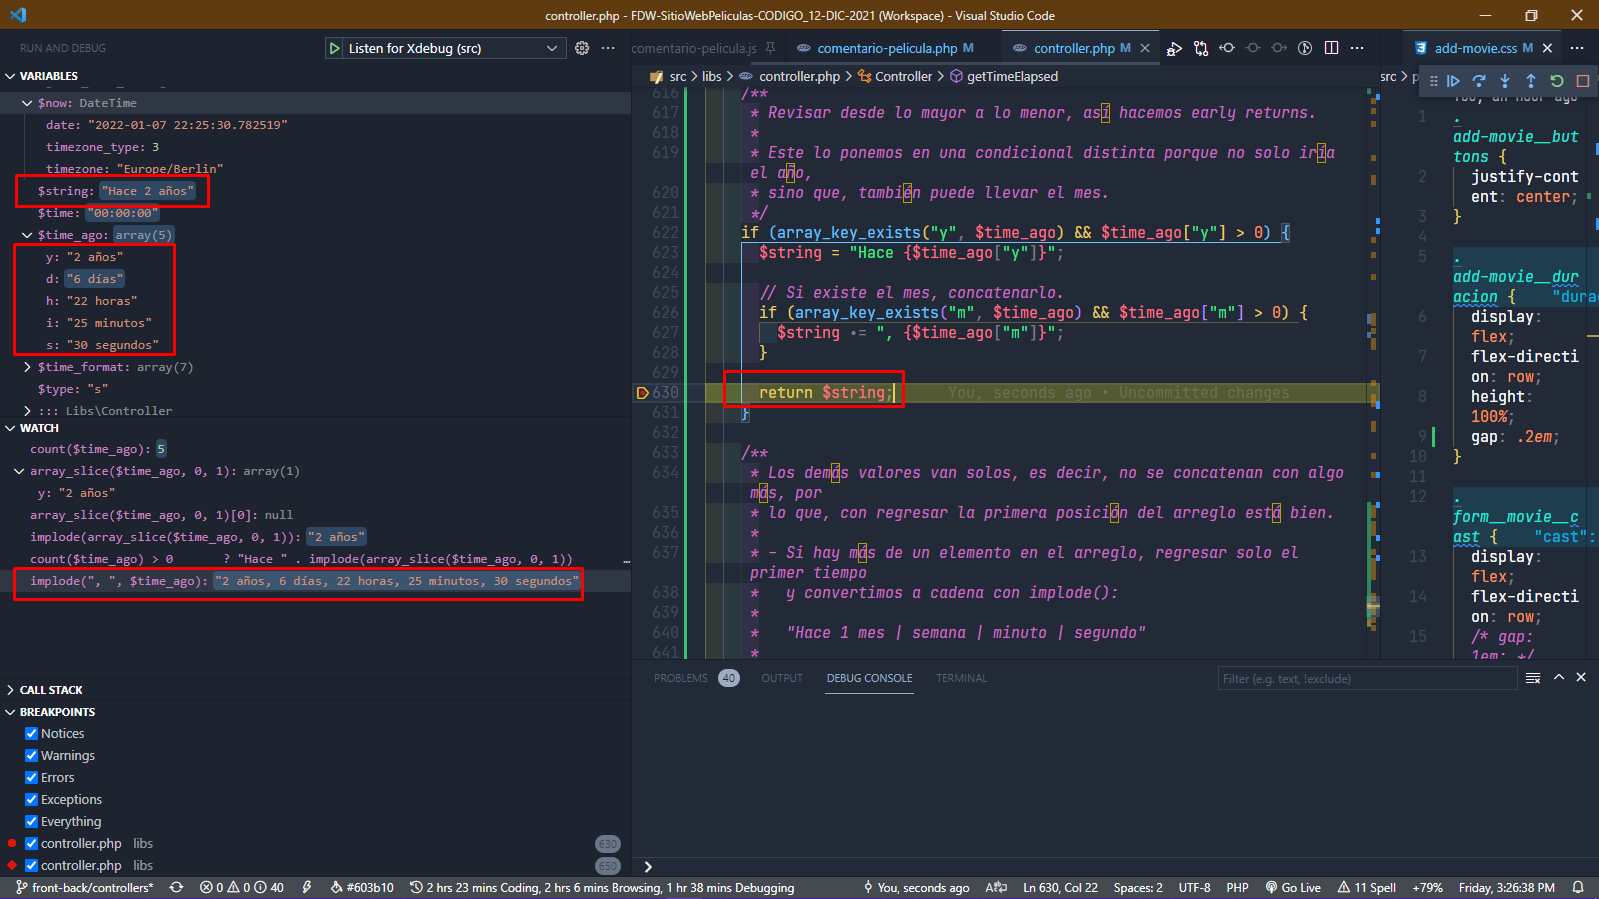 controller.php - FDW-SitioWebPeliculas-CODIGO_12-DIC-2021 (Workspace) - Visual Studio Code
RUN AND DEBUG
Listen for Xdebug (src)
VARIABLES
$now: DateTime
date: "2022-01-07 22:25:30.782519"
timezone_type: 3
timezone: "Europe/Berlin"
$string: "Hace 2 años"
$time: "00:00:00"
$time_ago: array(5)
y: "2 años"
d: "6 días"
h: "22 horas"
i: "25 minutos"
s: "30 segundos"
$time_format: array(7)
$type: "s"
::: Libs\Controller
WATCH
count($time_ago): 5
array_slice($time_ago, 0, 1): array(1)
y: "2 años"
array_slice($time_ago, 0, 1)[0]: null
implode(array_slice($time_ago, 0, 1)): "2 años"
count($time_ago) > 0 ? "Hace " . implode(array_slice($time_ago, 0, 1)) …
implode(", ", $time_ago): "2 años, 6 días, 22 horas, 25 minutos, 30 segundos"
CALL STACK
BREAKPOINTS
Notices
Warnings
Errors
Exceptions
Everything
controller.php libs 630
controller.php libs 650
comentario-pelicula.js
comentario-pelicula.php M
controller.php M
src > libs > controller.php > Controller > getTimeElapsed
616 /**
617 * Revisar desde lo mayor a lo menor, así hacemos early returns.
618 *
619 * Este lo ponemos en una condicional distinta porque no solo iría
el año,
620 * sino que, también puede llevar el mes.
621 */
622 if (array_key_exists("y", $time_ago) && $time_ago["y"] > 0) {
623 $string = "Hace {$time_ago["y"]}";
624
625 // Si existe el mes, concatenarlo.
626 if (array_key_exists("m", $time_ago) && $time_ago["m"] > 0) {
627 $string .= ", {$time_ago["m"]}";
628 }
629
630 return $string; You, seconds ago • Uncommitted changes
631 }
632
633 /**
634 * Los demás valores van solos, es decir, no se concatenan con algo
más, por
635 * lo que, con regresar la primera posición del arreglo está bien.
636 *
637 * - Si hay más de un elemento en el arreglo, regresar solo el
primer tiempo
638 * y convertimos a cadena con implode():
639 *
640 * "Hace 1 mes | semana | minuto | segundo"
641 *
add-movie.css M
src > p
You, an hour ago
1 .
add-movie__but
tons {
2 justify-cont
ent: center;
3 }
4
5 .
add-movie__dur
acion { "dura
6 display:
flex;
7 flex-directi
on: row;
8 height:
100%;
9 gap: .2em;
10 }
11
12 .
form__movie__c
ast { "cast":
13 display:
flex;
14 flex-directi
on: row;
15 /* gap:
1em; */
PROBLEMS 40 OUTPUT DEBUG CONSOLE TERMINAL
Filter (e.g. text, !exclude)
front-back/controllers* 0 0 40 #603b10 2 hrs 23 mins Coding, 2 hrs 6 mins Browsing, 1 hr 38 mins Debugging You, seconds ago Ln 630, Col 22 Spaces: 2 UTF-8 PHP Go Live 11 Spell +79% Friday, 3:26:38 PM